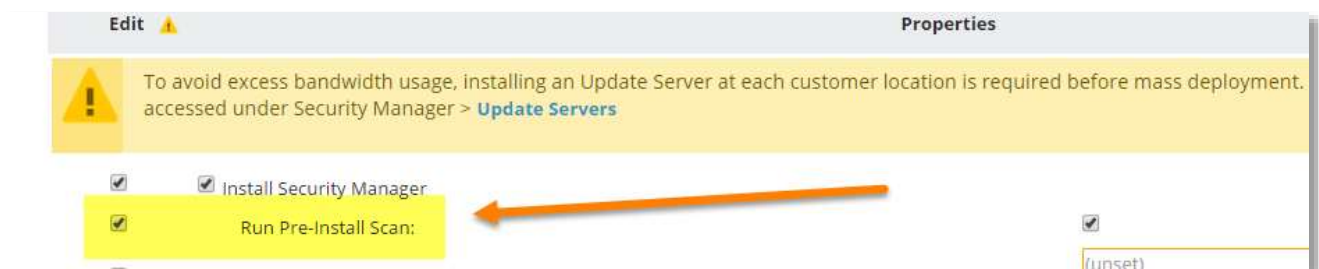 Edit Properties
To avoid excess bandwidth usage, installing an Update Server at each customer location is required before mass deployment.
accessed under Security Manager > Update Servers
Install Security Manager
Run Pre-Install Scan:
(unset)